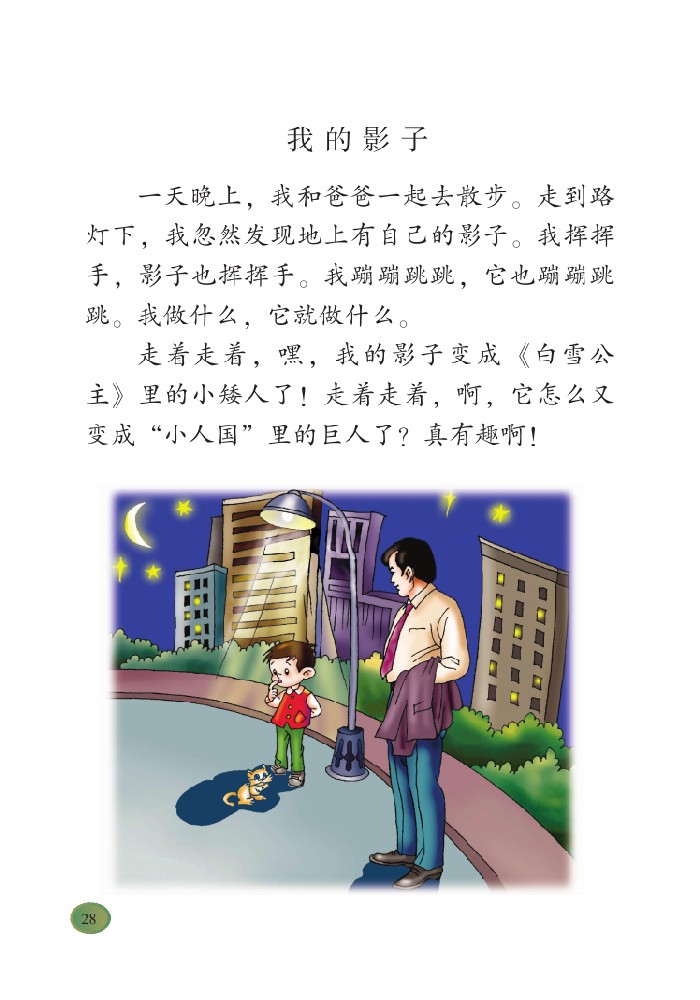 我的影子
一天晚上，我和爸爸一起去散步。走到路
灯下，我忽然发现地上有自己的影子。我挥挥
手，影子也挥挥手。我蹦蹦跳跳，它也蹦蹦跳
跳。我做什么，它就做什么。
走着走着，嘿，我的影子变成《白雪公
主》里的小矮人了！走着走着，啊，它怎么又
变成“小人国”里的巨人了？真有趣啊！
28